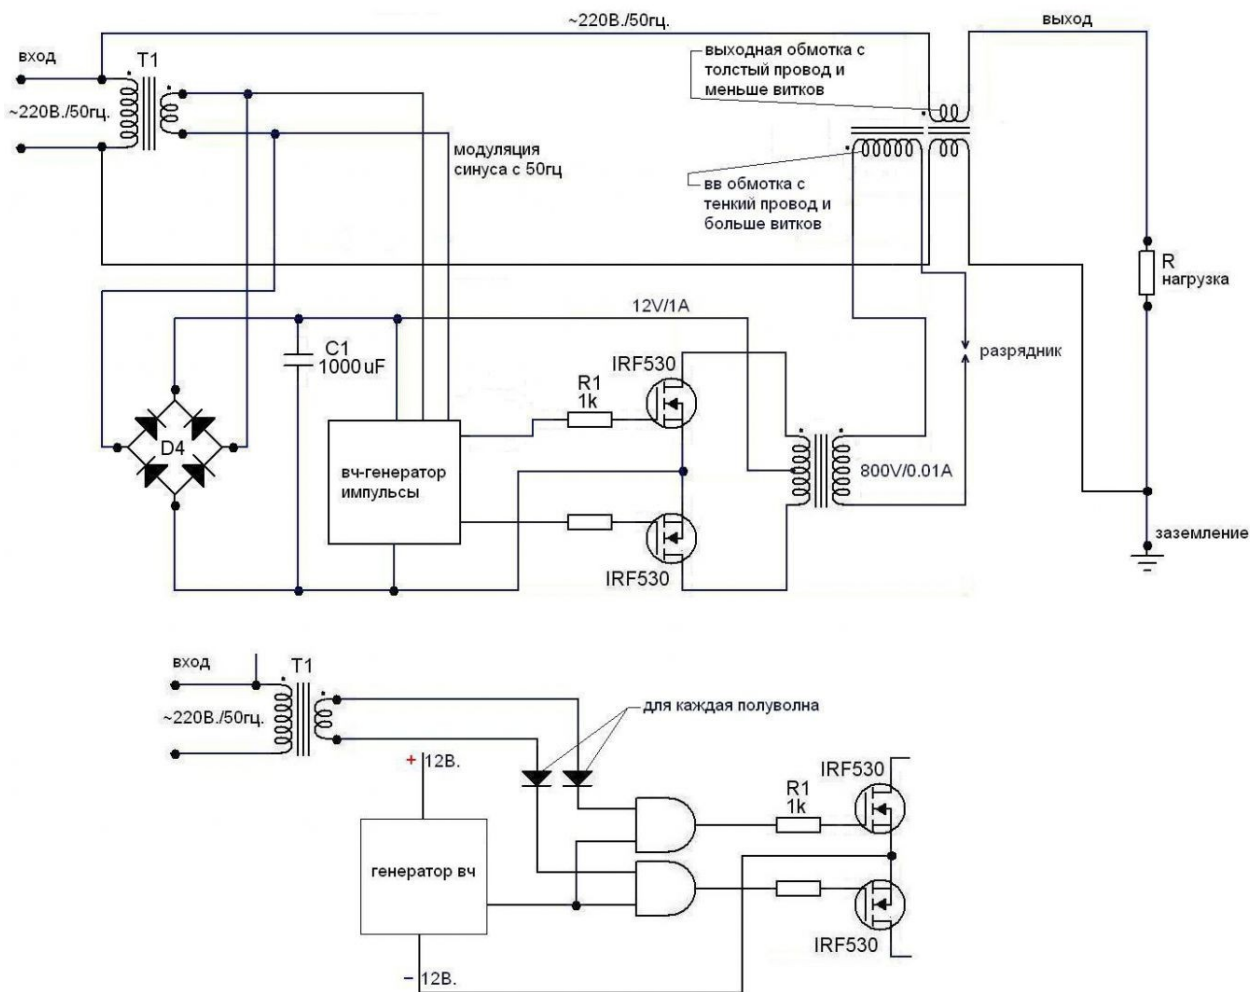 ~220В./50гц.
выход
вход
T1
~220В./50гц.
выходная обмотка с
толстый провод и
меньше витков
модуляция
синуса с 50гц
вв обмотка с
тенкий провод и
больше витков
R
нагрузка
12V/1A
C1
1000uF
разрядник
IRF530
R1
1k
D4
вч-генератор
импульсы
800V/0.01A
заземление
IRF530
вход
T1
~220В./50гц.
для каждая полуволна
+ 12В.
IRF530
R1
1k
генератор вч
IRF530
− 12В.